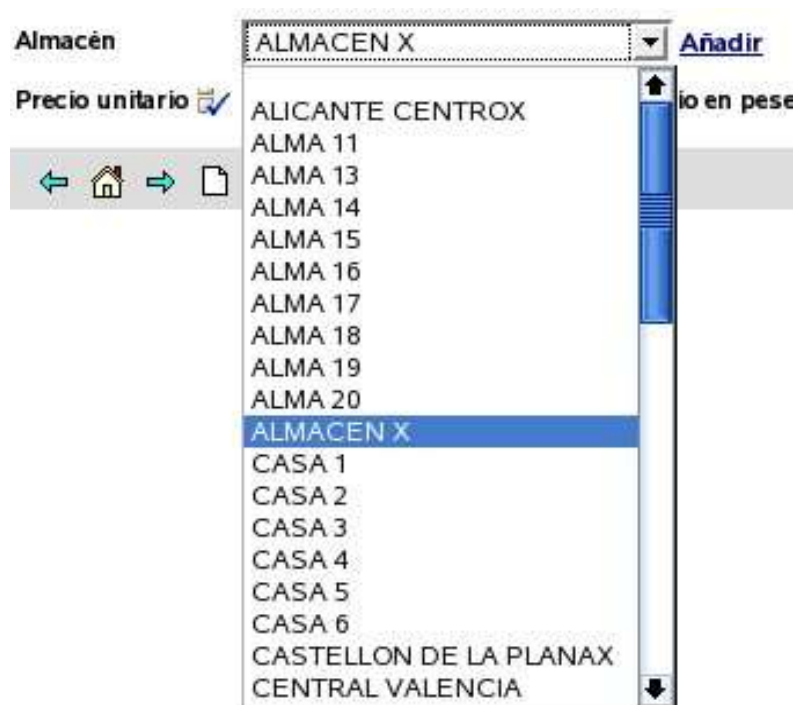 Almacén ALMACEN X Añadir
Precio unitario io en pese
ALICANTE CENTROX
ALMA 11
ALMA 13
ALMA 14
ALMA 15
ALMA 16
ALMA 17
ALMA 18
ALMA 19
ALMA 20
ALMACEN X
CASA 1
CASA 2
CASA 3
CASA 4
CASA 5
CASA 6
CASTELLON DE LA PLANAX
CENTRAL VALENCIA